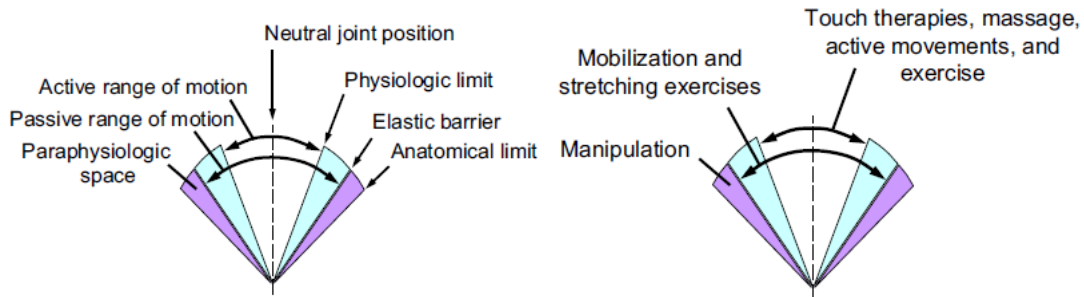 Neutral joint position
Active range of motion
Physiologic limit
Passive range of motion
Elastic barrier
Paraphysiologic
space
Anatomical limit
Touch therapies, massage,
active movements, and
exercise
Mobilization and
stretching exercises
Manipulation